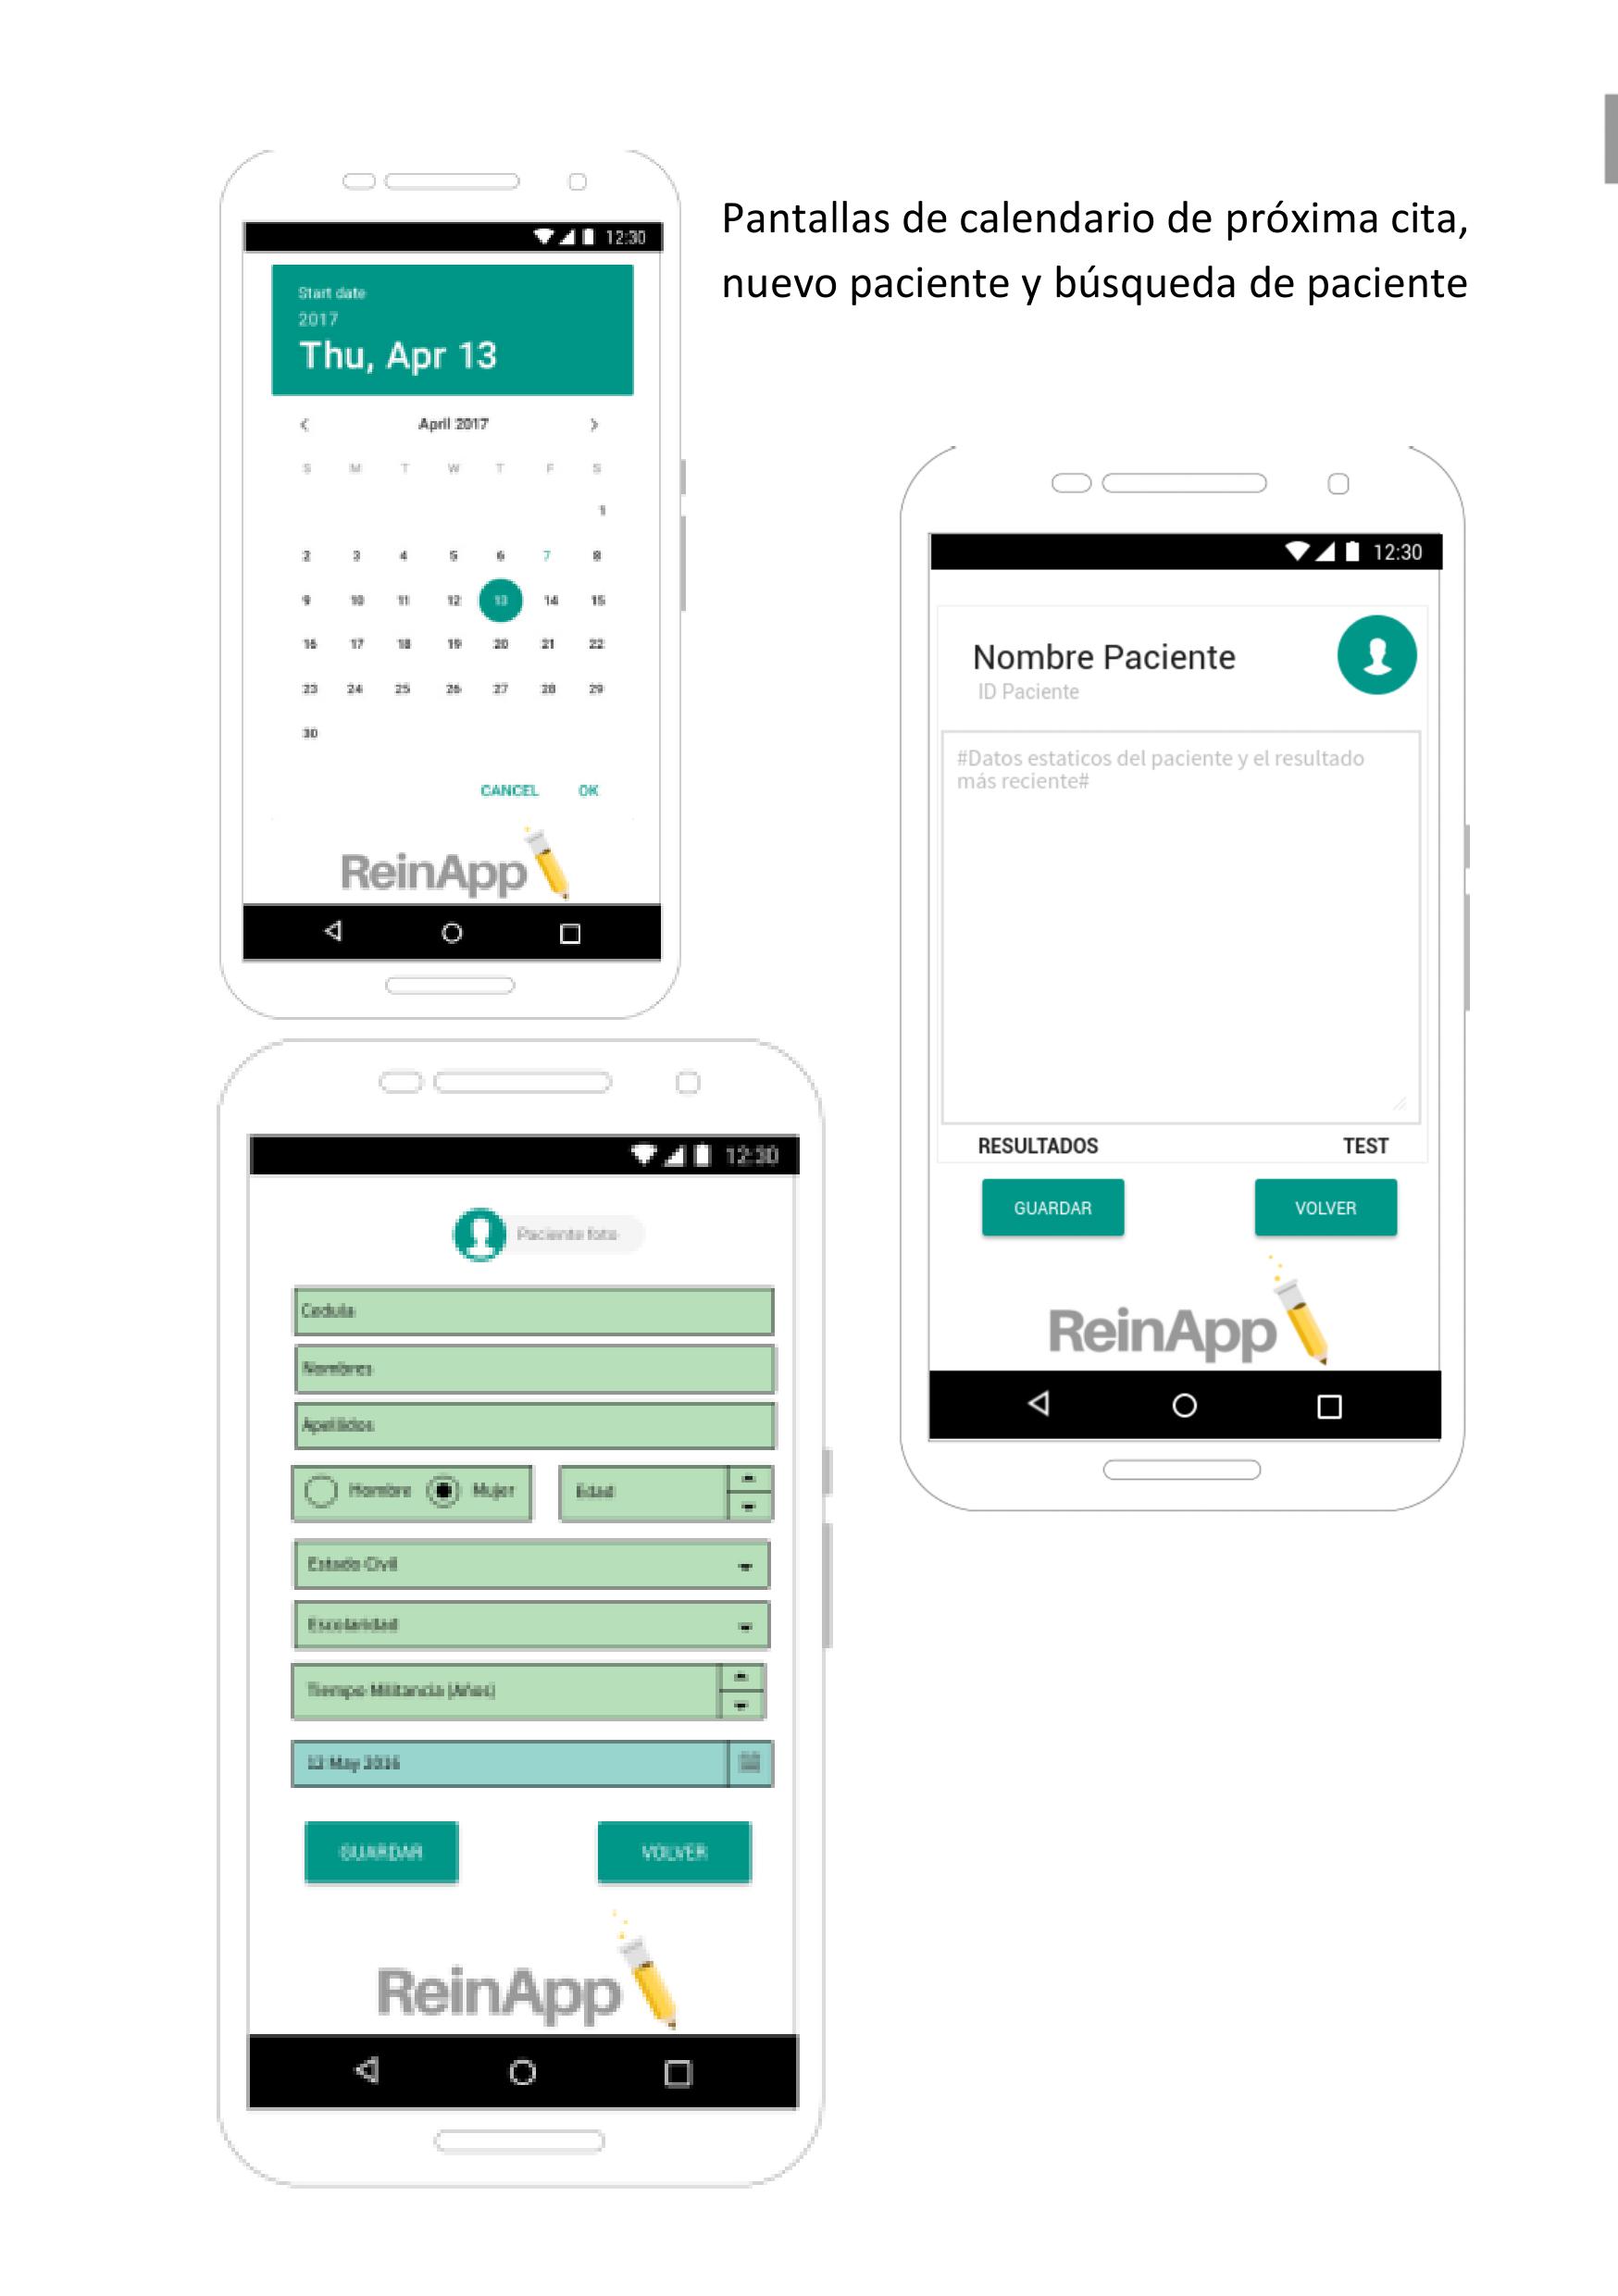 Pantallas de calendario de próxima cita,
nuevo paciente y búsqueda de paciente
12:30
Start date
2017
Thu, Apr 13
April 2017
S M T W T F S
1
2 3 4 5 6 7 8
9 10 11 12 13 14 15
16 17 18 19 20 21 22
23 24 25 26 27 28 29
30
CANCEL OK
ReinApp
12:30
Nombre Paciente
ID Paciente
#Datos estaticos del paciente y el resultado
más reciente#
RESULTADOS TEST
GUARDAR VOLVER
ReinApp
12:30
Paciente foto
Cedula
Nombres
Apellidos
Hombre Mujer Edad
Estado Civil
Escolaridad
Tiempo Militancia (Años)
12 May 2016
GUARDAR VOLVER
ReinApp